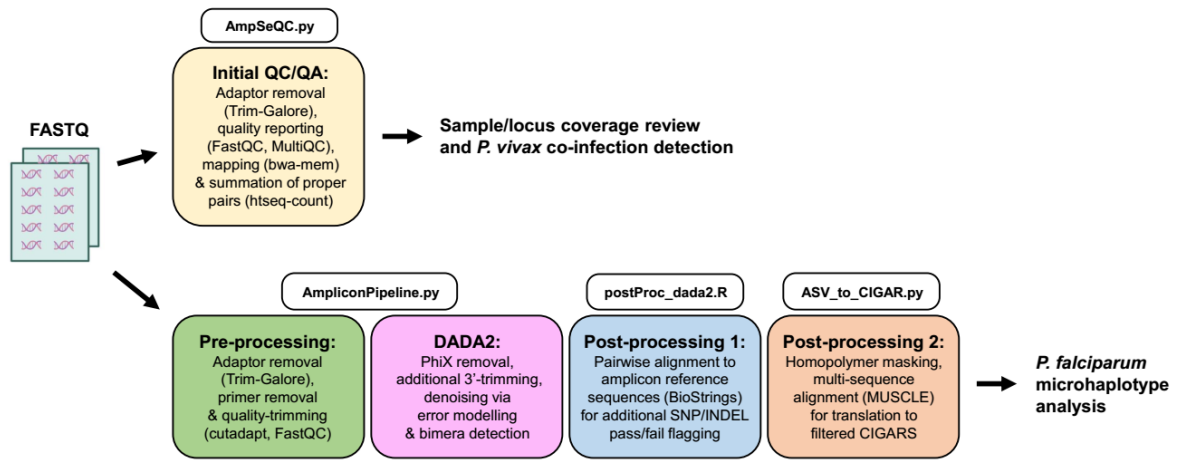 AmpSeQC.py
Initial QC/QA:
Adaptor removal
(Trim-Galore),
quality reporting
(FastQC, MultiQC),
mapping (bwa-mem)
& summation of proper
pairs (htseq-count)
FASTQ
Sample/locus coverage review
and P. vivax co-infection detection
AmpliconPipeline.py
postProc_dada2.R
ASV_to_CIGAR.py
Pre-processing:
Adaptor removal
(Trim-Galore),
primer removal
& quality-trimming
(cutadapt, FastQC)
DADA2:
PhiX removal,
additional 3’-trimming,
denoising via
error modelling
& bimera detection
Post-processing 1:
Pairwise alignment to
amplicon reference
sequences (BioStrings)
for additional SNP/INDEL
pass/fail flagging
Post-processing 2:
Homopolymer masking,
multi-sequence
alignment (MUSCLE)
for translation to
filtered CIGARS
P. falciparum
microhaplotype
analysis